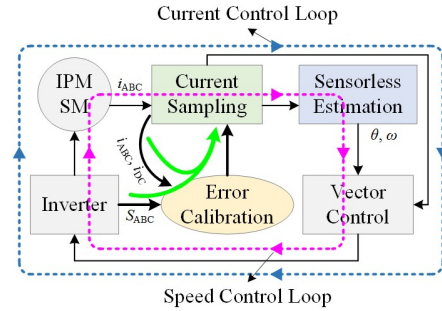 Current Control Loop
IPM
SM
iABC
Current
Sampling
Sensorless
Estimation
iABC, iDC
θ, ω
Inverter
SABC
Error
Calibration
Vector
Control
Speed Control Loop